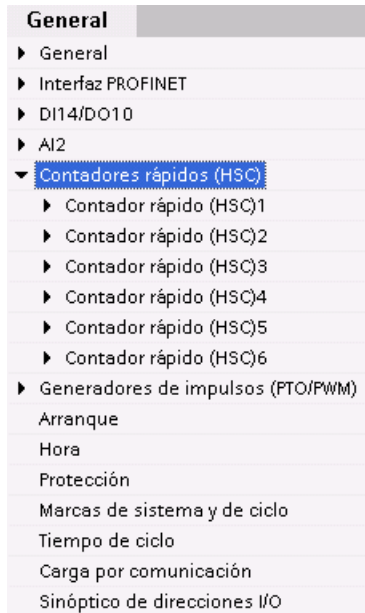 General
General
Interfaz PROFINET
DI14/DO10
AI2
Contadores rápidos (HSC)
Contador rápido (HSC)1
Contador rápido (HSC)2
Contador rápido (HSC)3
Contador rápido (HSC)4
Contador rápido (HSC)5
Contador rápido (HSC)6
Generadores de impulsos (PTO/PWM)
Arranque
Hora
Protección
Marcas de sistema y de ciclo
Tiempo de ciclo
Carga por comunicación
Sinóptico de direcciones I/O